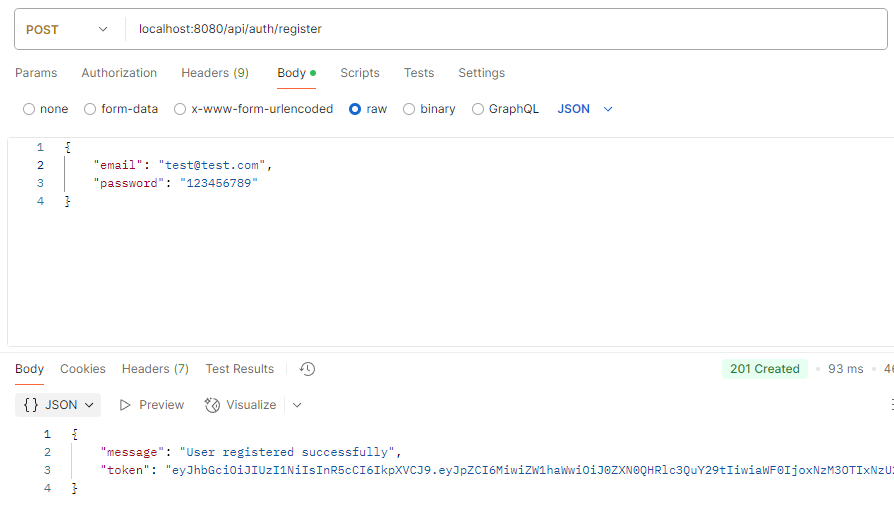 POST localhost:8080/api/auth/register
Params Authorization Headers (9) Body Scripts Tests Settings
none form-data x-www-form-urlencoded raw binary GraphQL JSON
1 {
2 "email": "test@test.com",
3 "password": "123456789"
4 }
Body Cookies Headers (7) Test Results 201 Created 93 ms
{} JSON Preview Visualize
1 {
2 "message": "User registered successfully",
3 "token": "eyJhbGciOiJIUzI1NiIsInR5cCI6IkpXVCJ9.eyJpZCI6MiwiZW1haWwiOiJ0ZXN0QHRlc3QuY29tIiwiaWF0IjoxNzM3OTIxNzU
4 }